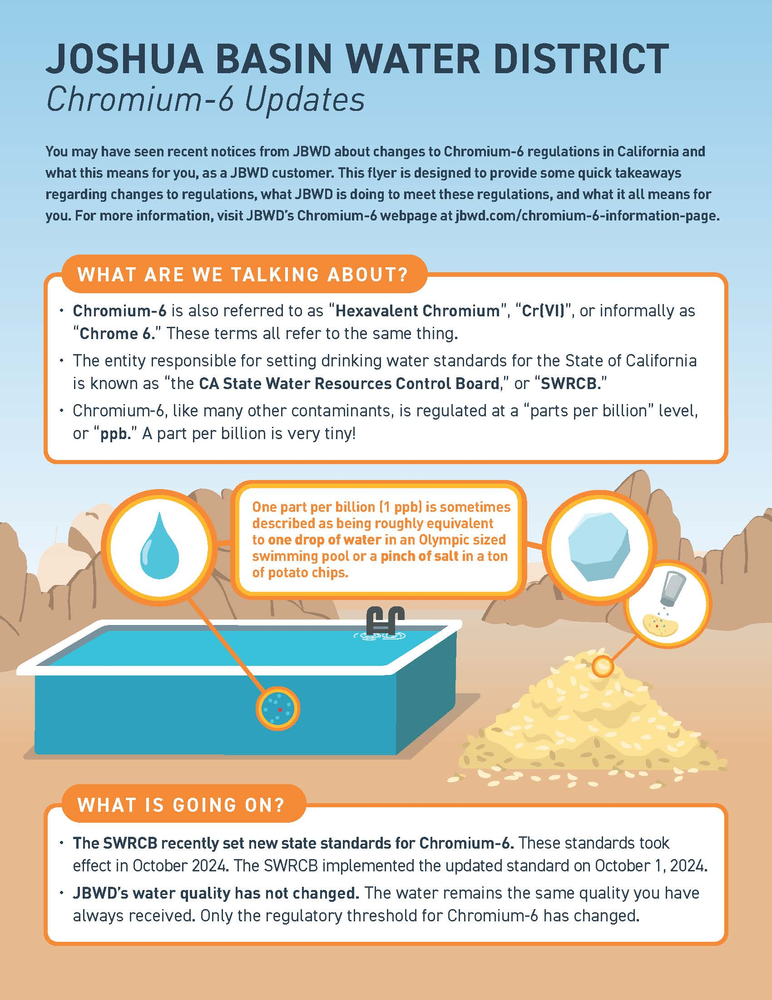 JOSHUA BASIN WATER DISTRICT
Chromium-6 Updates
You may have seen recent notices from JBWD about changes to Chromium-6 regulations in California and
what this means for you, as a JBWD customer. This flyer is designed to provide some quick takeaways
regarding changes to regulations, what JBWD is doing to meet these regulations, and what it all means for
you. For more information, visit JBWD’s Chromium-6 webpage at jbwd.com/chromium-6-information-page.
WHAT ARE WE TALKING ABOUT?
• Chromium-6 is also referred to as “Hexavalent Chromium”, “Cr(VI)”, or informally as
“Chrome 6.” These terms all refer to the same thing.
• The entity responsible for setting drinking water standards for the State of California
is known as “the CA State Water Resources Control Board,” or “SWRCB.”
• Chromium-6, like many other contaminants, is regulated at a “parts per billion” level,
or “ppb.” A part per billion is very tiny!
One part per billion (1 ppb) is sometimes
described as being roughly equivalent
to one drop of water in an Olympic sized
swimming pool or a pinch of salt in a ton
of potato chips.
WHAT IS GOING ON?
• The SWRCB recently set new state standards for Chromium-6. These standards took
effect in October 2024. The SWRCB implemented the updated standard on October 1, 2024.
• JBWD’s water quality has not changed. The water remains the same quality you have
always received. Only the regulatory threshold for Chromium-6 has changed.